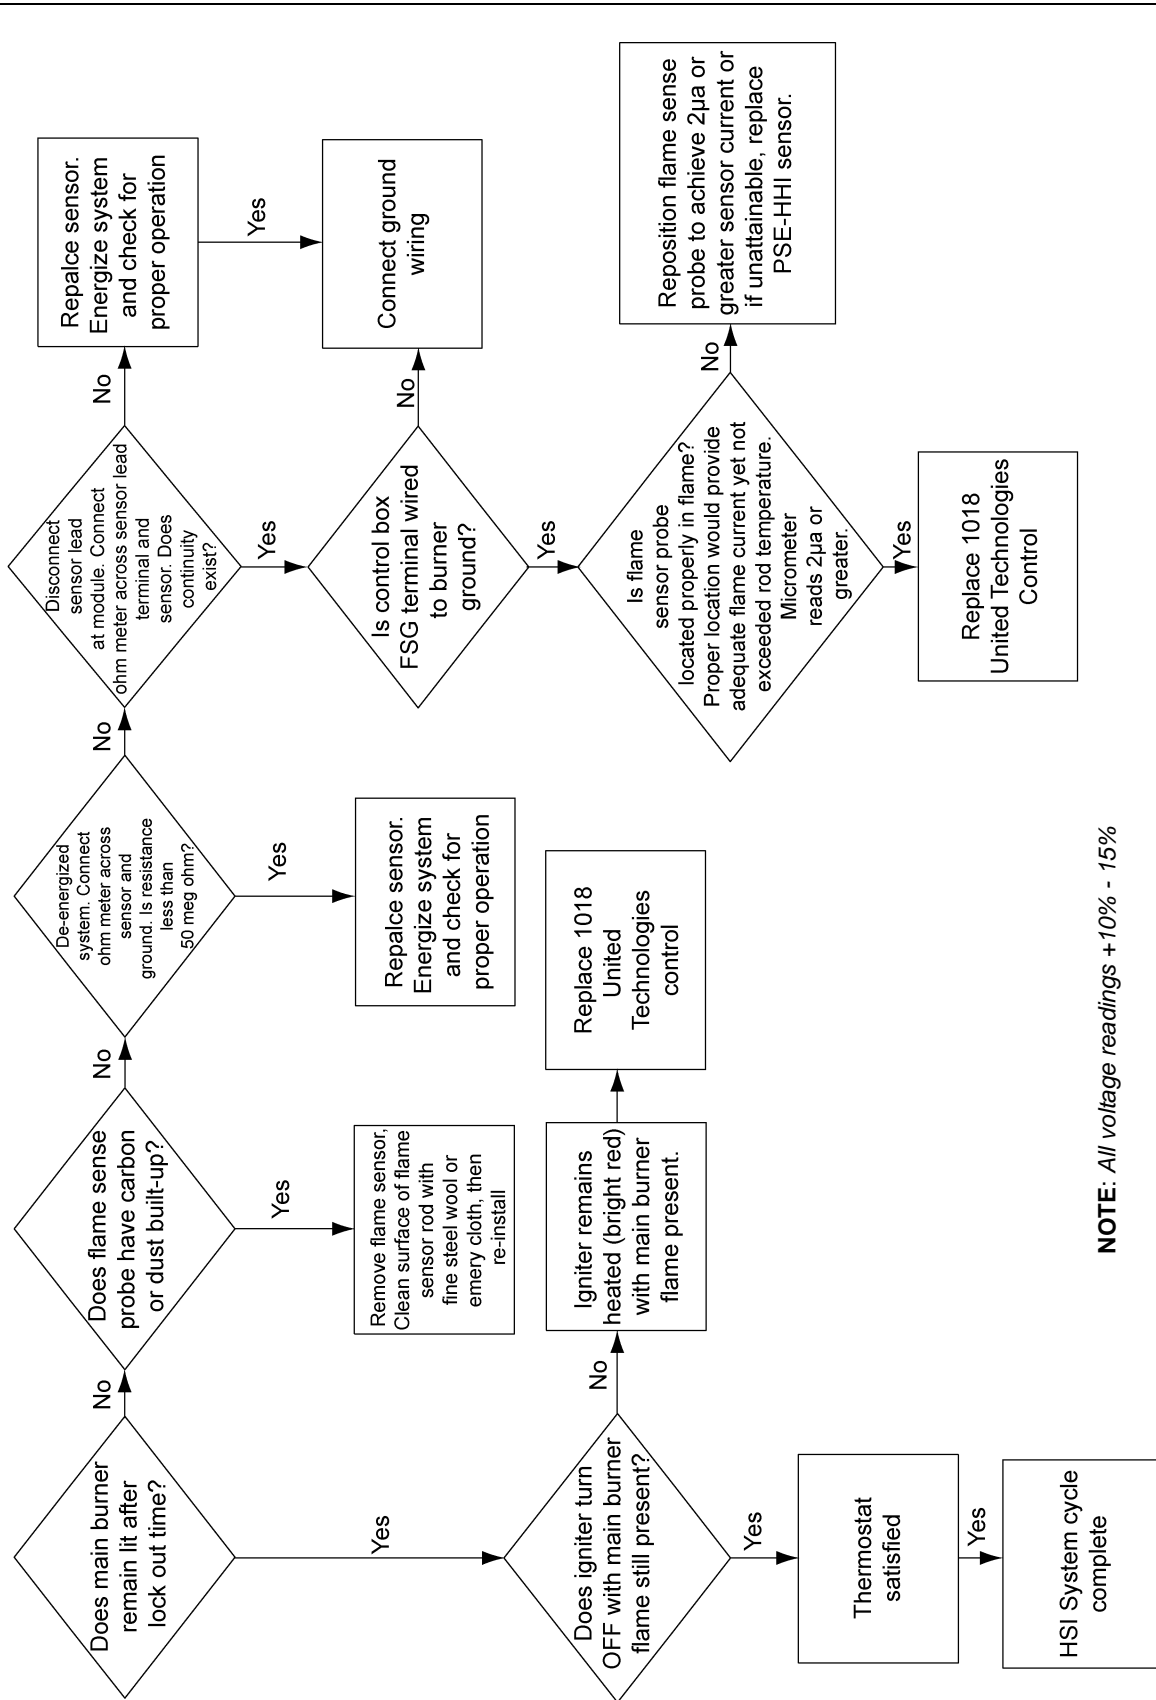 Does main burner
remain lit after
lock out time?
No
Does flame sense
probe have carbon
or dust built-up?
No
De-energized
system. Connect
ohm meter across
sensor and
ground. Is resistance
less than
50 meg ohm?
No
Disconnect
sensor lead
at module. Connect
ohm meter across sensor lead
terminal and
sensor. Does
continuity
exist?
No
Repalce sensor.
Energize system
and check for
proper operation
Yes
Yes
Yes
Yes
Yes
Remove flame sensor,
Clean surface of flame
sensor rod with
fine steel wool or
emery cloth, then
re-install
Repalce sensor.
Energize system
and check for
proper operation
Is control box
FSG terminal wired
to burner
ground?
No
Connect ground
wiring
Yes
Does igniter turn
OFF with main burner
flame still present?
No
Igniter remains
heated (bright red)
with main burner
flame present.
Replace 1018
United
Technologies
control
Is flame
sensor probe
located properly in flame?
Proper location would provide
adequate flame current yet not
exceeded rod temperature.
Micrometer
reads 2µa or
greater.
No
Reposition flame sense
probe to achieve 2µa or
greater sensor current or
if unattainable, replace
PSE-HHI sensor.
Yes
Yes
Thermostat
satisfied
Replace 1018
United Technologies
Control
Yes
HSI System cycle
complete
NOTE: All voltage readings +10% - 15%